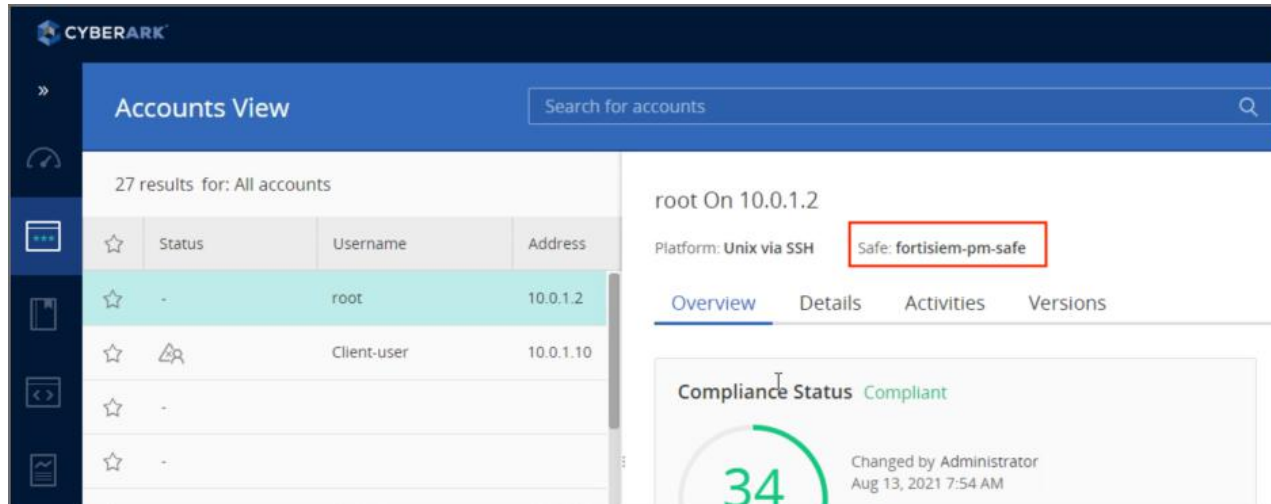 CYBERARK
»
Accounts View
Search for accounts
27 results for: All accounts
Status Username Address
- root 10.0.1.2
Client-user 10.0.1.10
-
-
root On 10.0.1.2
Platform: Unix via SSH Safe: fortisiem-pm-safe
Overview Details Activities Versions
Compliance Status Compliant
34
Changed by Administrator
Aug 13, 2021 7:54 AM